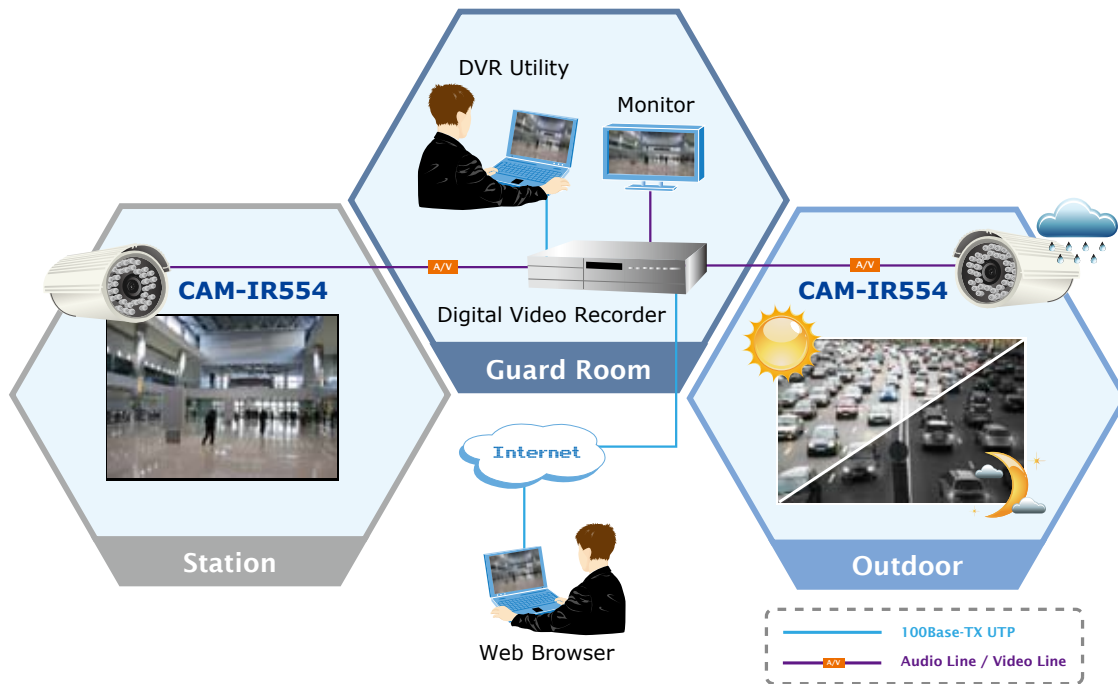 DVR Utility
Monitor
A/V
A/V
CAM-IR554
CAM-IR554
Digital Video Recorder
Guard Room
Internet
Station
Outdoor
Web Browser
100Base-TX UTP
A/V
Audio Line / Video Line